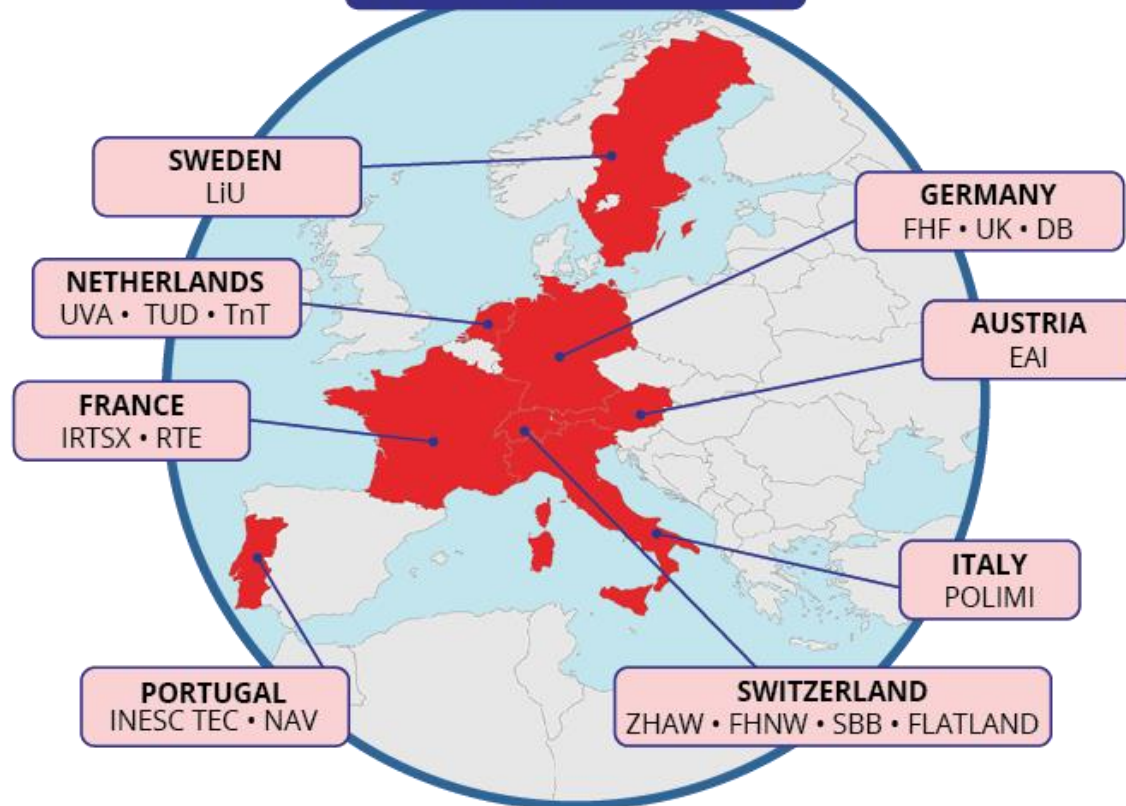 SWEDEN
LiU
GERMANY
FHF • UK • DB
NETHERLANDS
UVA • TUD • TnT
AUSTRIA
EAI
FRANCE
IRTSX • RTE
ITALY
POLIMI
PORTUGAL
INESC TEC • NAV
SWITZERLAND
ZHAW • FHNW • SBB • FLATLAND